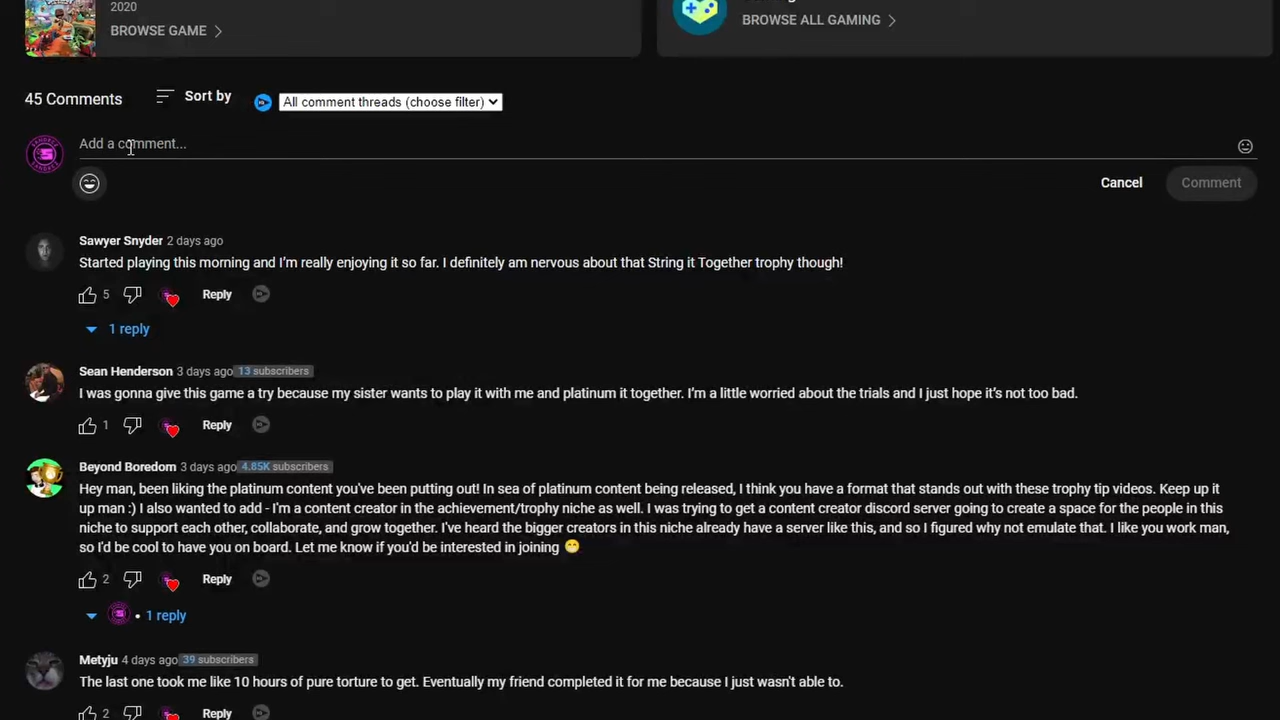 2020
BROWSE GAME
BROWSE ALL GAMING
45 Comments
Sort by
All comment threads (choose filter)
Add a comment...
Cancel
Comment
Sawyer Snyder 2 days ago
Started playing this morning and I'm really enjoying it so far. I definitely am nervous about that String it Together trophy though!
5
Reply
1 reply
Sean Henderson 3 days ago 13 subscribers
I was gonna give this game a try because my sister wants to play it with me and platinum it together. I'm a little worried about the trials and I just hope it's not too bad.
1
Reply
Beyond Boredom 3 days ago 4.85K subscribers
Hey man, been liking the platinum content you've been putting out! In sea of platinum content being released, I think you have a format that stands out with these trophy tip videos. Keep up it
up man :) I also wanted to add - I'm a content creator in the achievement/trophy niche as well. I was trying to get a content creator discord server going to create a space for the people in this
niche to support each other, collaborate, and grow together. I've heard the bigger creators in this niche already have a server like this, and so I figured why not emulate that. I like you work man,
so I'd be cool to have you on board. Let me know if you'd be interested in joining 😁
2
Reply
• 1 reply
Metyju 4 days ago 39 subscribers
The last one took me like 10 hours of pure torture to get. Eventually my friend completed it for me because I just wasn't able to.
2
Reply